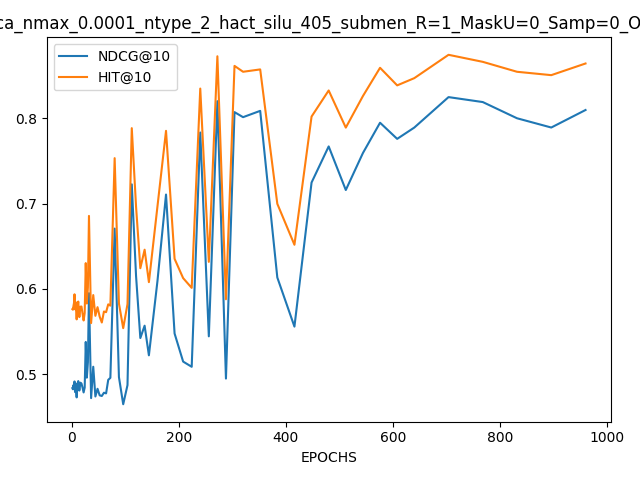 ca_nmax_0.0001_ntype_2_hact_silu_405_submen_R=1_MaskU=0_Samp=0_O
NDCG@10
HIT@10
0.8
0.7
0.6
0.5
0 200 400 600 800 1000
EPOCHS